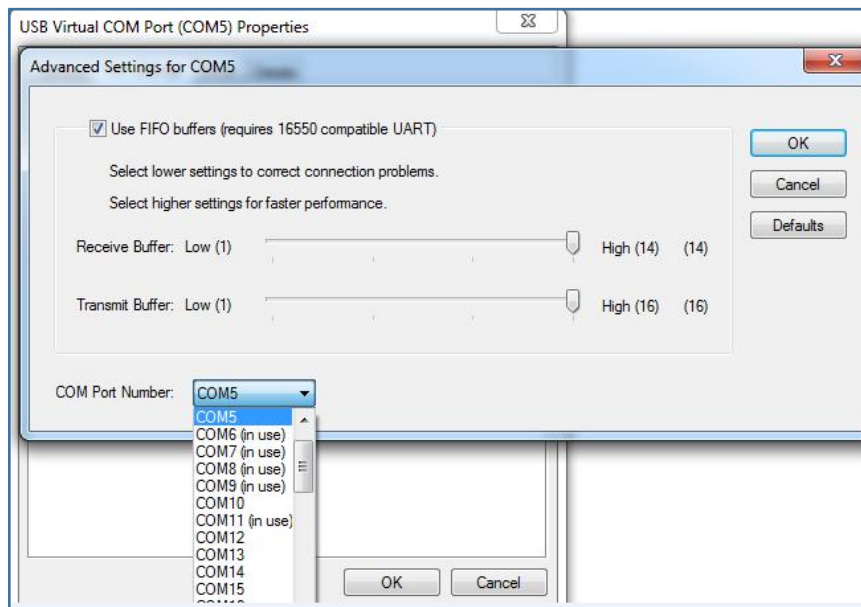 USB Virtual COM Port (COM5) Properties
Advanced Settings for COM5
Use FIFO buffers (requires 16550 compatible UART)
OK
Select lower settings to correct connection problems.
Cancel
Select higher settings for faster performance.
Defaults
Receive Buffer: Low (1) High (14) (14)
Transmit Buffer: Low (1) High (16) (16)
COM Port Number: COM5
COM5
COM6 (in use)
COM7 (in use)
COM8 (in use)
COM9 (in use)
COM10
COM11 (in use)
COM12
COM13
COM14
COM15
OK Cancel